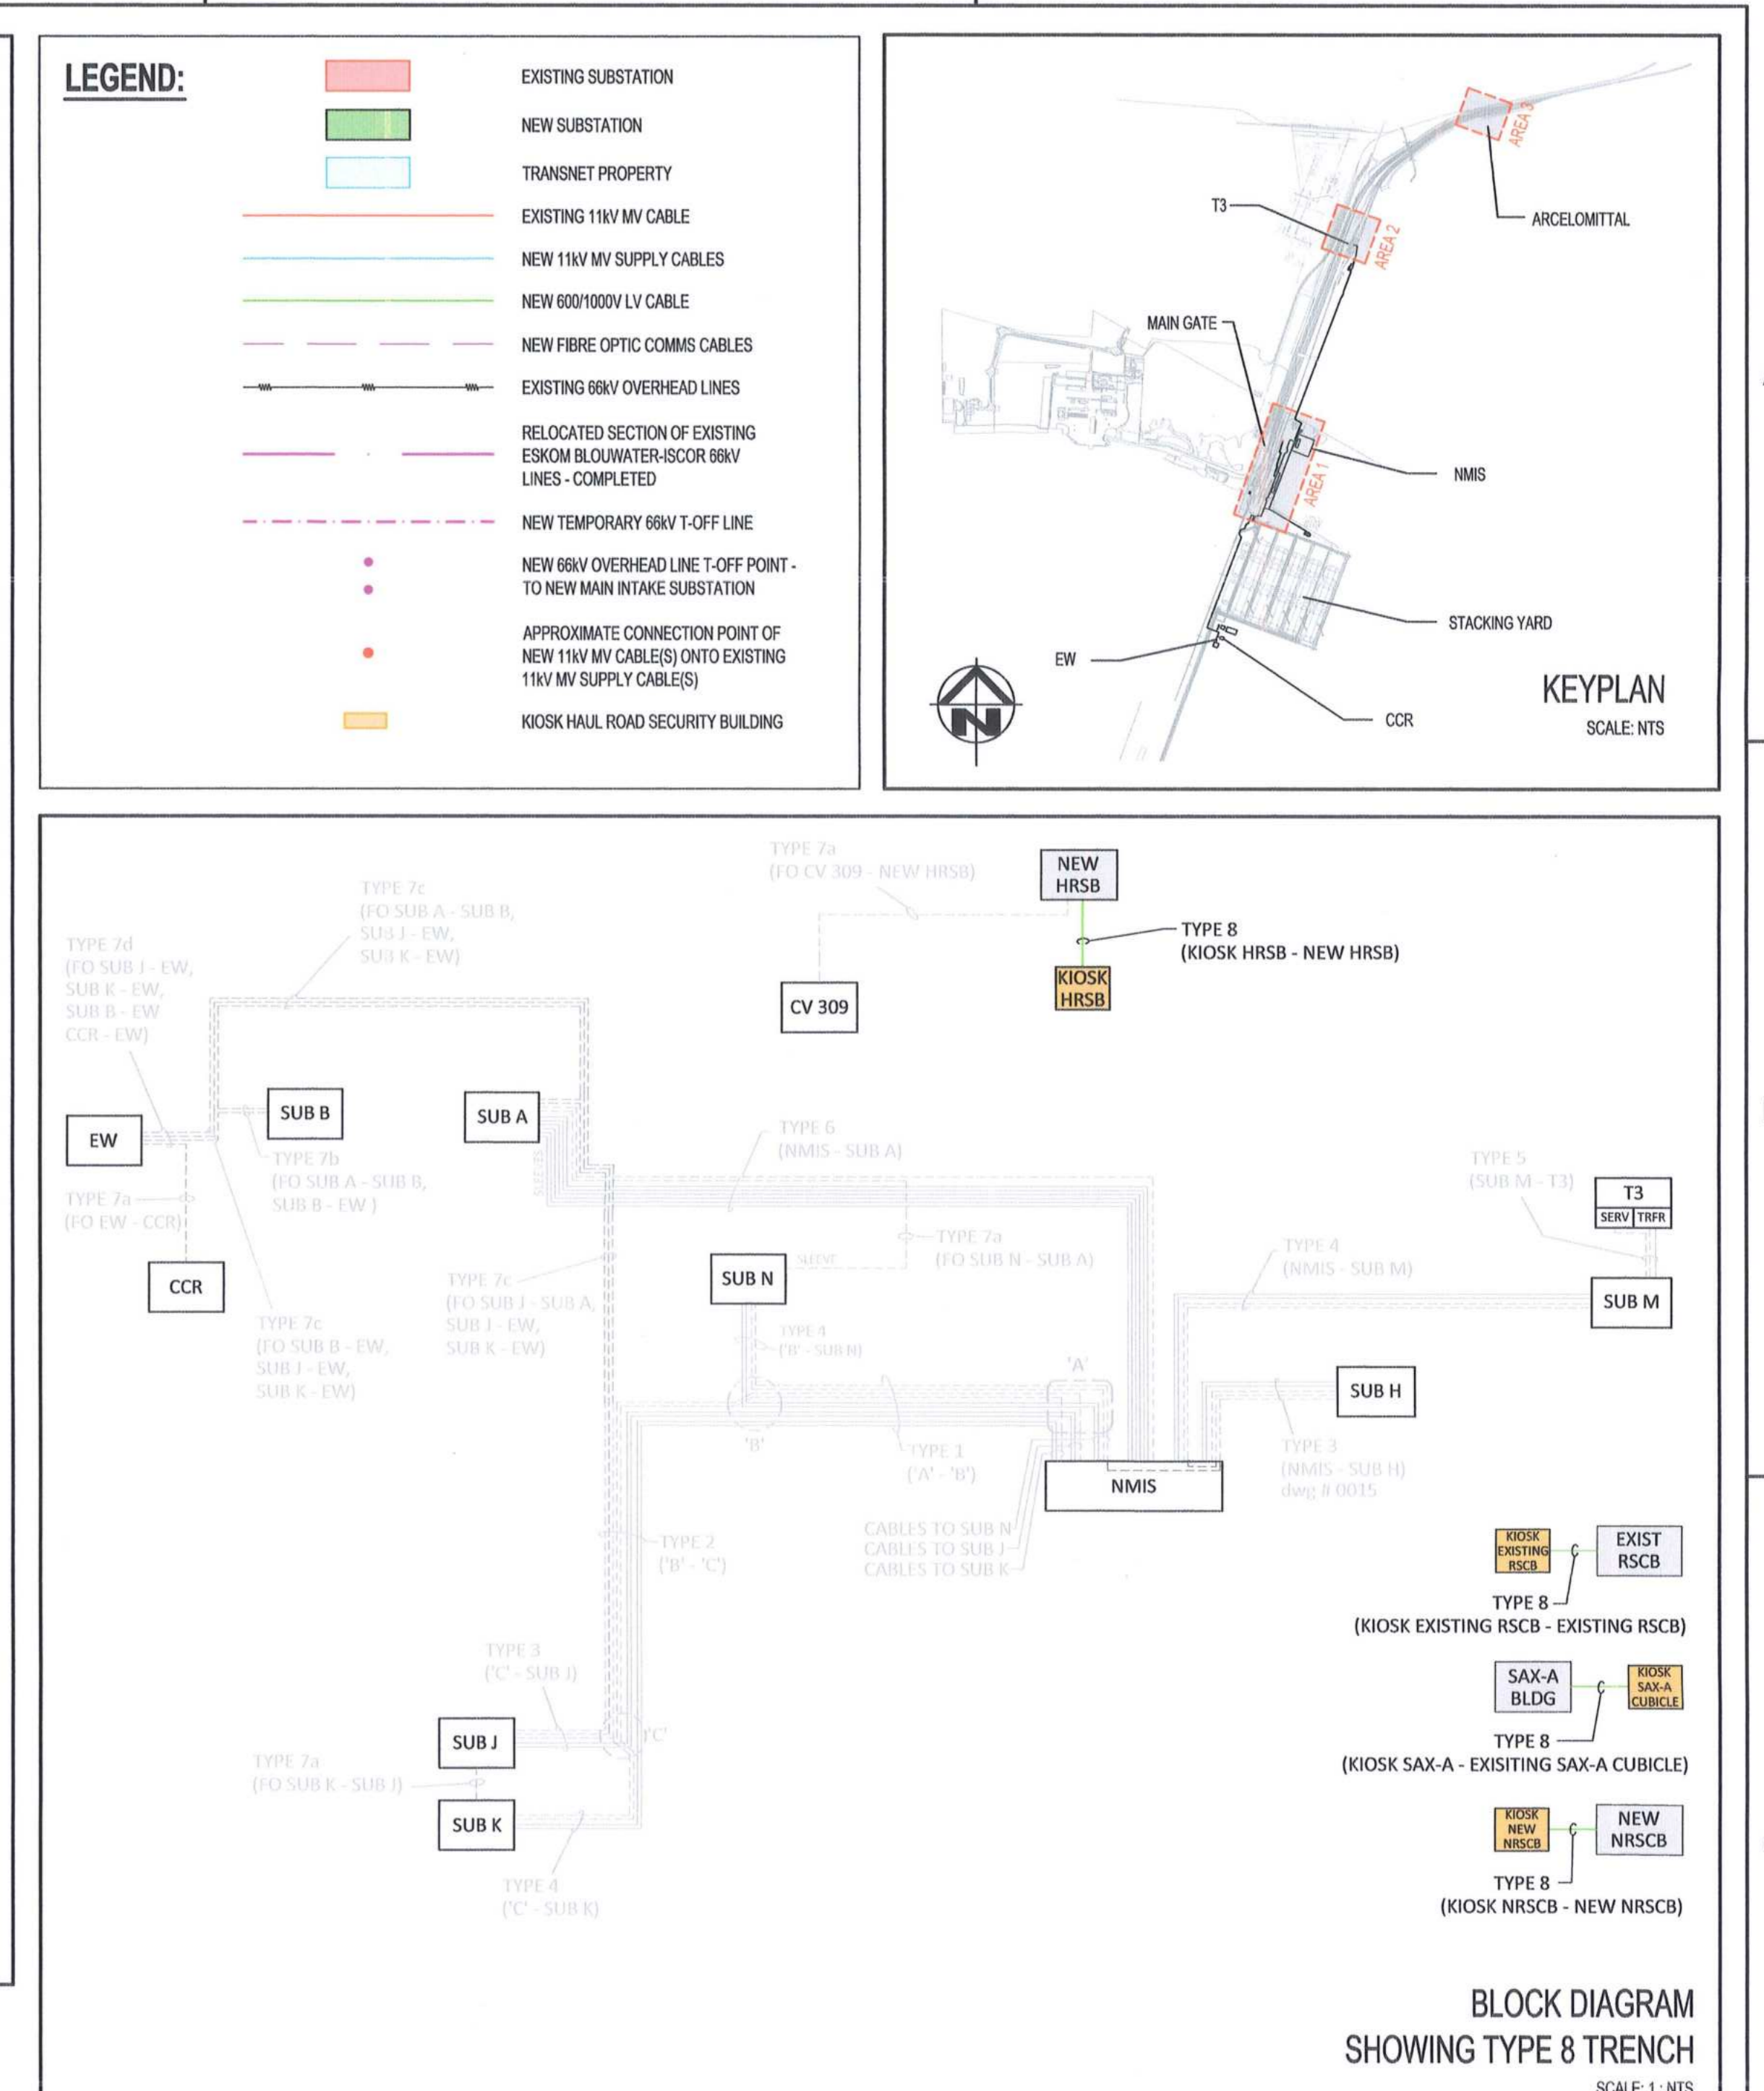 LEGEND:
EXISTING SUBSTATION
NEW SUBSTATION
TRANSNET PROPERTY
EXISTING 11kV MV CABLE
NEW 11kV MV SUPPLY CABLES
NEW 600/1000V LV CABLE
NEW FIBRE OPTIC COMMS CABLES
EXISTING 66kV OVERHEAD LINES
RELOCATED SECTION OF EXISTING
ESKOM BLOUWATER-ISCOR 66kV
LINES - COMPLETED
NEW TEMPORARY 66kV T-OFF LINE
NEW 66kV OVERHEAD LINE T-OFF POINT -
TO NEW MAIN INTAKE SUBSTATION
APPROXIMATE CONNECTION POINT OF
NEW 11kV MV CABLE(S) ONTO EXISTING
11kV MV SUPPLY CABLE(S)
KIOSK HAUL ROAD SECURITY BUILDING
AREA 3
ARCELOMITTAL
T3
AREA 2
MAIN GATE
NMIS
AREA 1
STACKING YARD
EW
CCR
N
KEYPLAN
SCALE: NTS
TYPE 7a
(FO CV 309 - NEW HRSB)
NEW
HRSB
TYPE 8
(KIOSK HRSB - NEW HRSB)
KIOSK
HRSB
CV 309
TYPE 7c
(FO SUB A - SUB B,
SUB J - EW,
SUB K - EW)
TYPE 7d
(FO SUB J - EW,
SUB K - EW,
SUB B - EW
CCR - EW)
EW
SUB B
SUB A
SLEEVES
TYPE 7b
(FO SUB A - SUB B,
SUB B - EW )
TYPE 7a
(FO EW - CCR)
CCR
TYPE 6
(NMIS - SUB A)
TYPE 5
(SUB M - T3)
T3
SERV TRFR
TYPE 7a
(FO SUB N - SUB A)
SLEEVE
SUB N
TYPE 4
(NMIS - SUB M)
SUB M
TYPE 7c
(FO SUB J - SUB A,
SUB J - EW,
SUB K - EW)
TYPE 7c
(FO SUB B - EW,
SUB J - EW,
SUB K - EW)
TYPE 4
('B' - SUB N)
'A'
SUB H
'B'
TYPE 1
('A' - 'B')
NMIS
TYPE 3
(NMIS - SUB H)
dwg # 0015
CABLES TO SUB N
CABLES TO SUB J
CABLES TO SUB K
TYPE 2
('B' - 'C')
KIOSK
EXISTING
RSCB
EXIST
RSCB
TYPE 8
(KIOSK EXISTING RSCB - EXISTING RSCB)
SAX-A
BLDG
KIOSK
SAX-A
CUBICLE
TYPE 8
(KIOSK SAX-A - EXISITING SAX-A CUBICLE)
TYPE 3
('C' - SUB J)
SUB J
'C'
TYPE 7a
(FO SUB K - SUB J)
SUB K
TYPE 4
('C' - SUB K)
KIOSK
NEW
NRSCB
NEW
NRSCB
TYPE 8
(KIOSK NRSCB - NEW NRSCB)
BLOCK DIAGRAM
SHOWING TYPE 8 TRENCH
SCALE: 1 : NTS